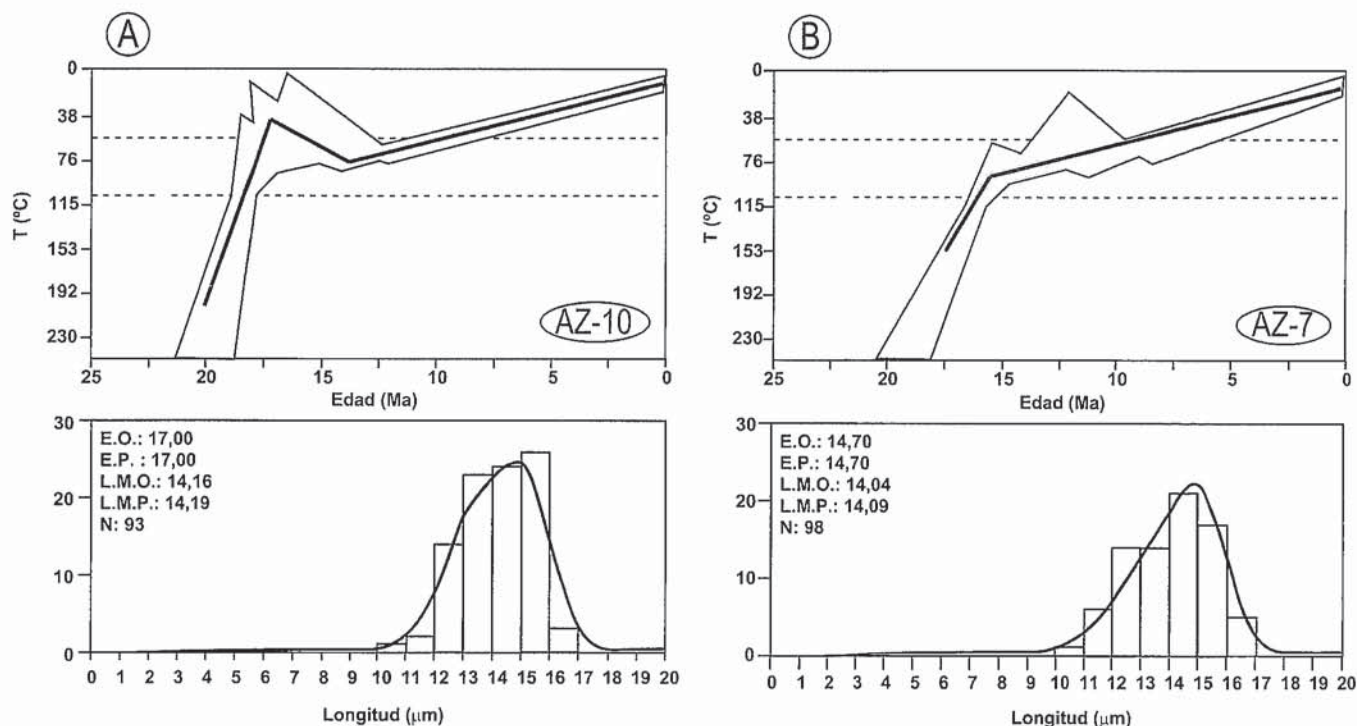 A
0
38
76
115
153
192
230
T (ºC)
AZ-10
25
20
15
10
5
0
Edad (Ma)
30
20
10
0
E.O.: 17,00
E.P. : 17,00
L.M.O.: 14,16
L.M.P.: 14,19
N: 93
0 1 2 3 4 5 6 7 8 9 10 11 12 13 14 15 16 17 18 19 20
Longitud (µm)
B
0
38
76
115
153
192
230
T (ºC)
AZ-7
25
20
15
10
5
0
Edad (Ma)
30
20
10
0
E.O.: 14,70
E.P.: 14,70
L.M.O.: 14,04
L.M.P.: 14,09
N: 98
0 1 2 3 4 5 6 7 8 9 10 11 12 13 14 15 16 17 18 19 20
Longitud (µm)